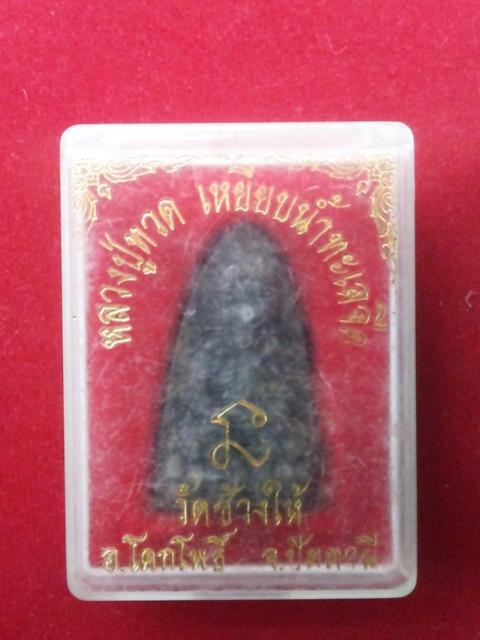 หลวงปู่ทวด เหยียบน้ำทะเลจืด
วัดช้างให้
อ.โคกโพธิ์ จ.ปัตตานี